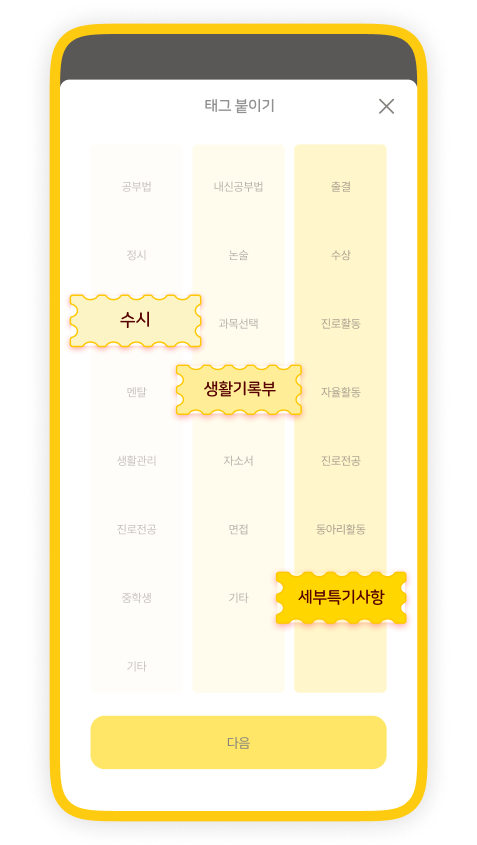 태그 붙이기
공부법
내신공부법
출결
정시
논술
수상
수시
과목선택
진로활동
멘탈
생활기록부
자율활동
생활관리
자소서
진로전공
진로전공
면접
동아리활동
중학생
기타
세부특기사항
기타
다음